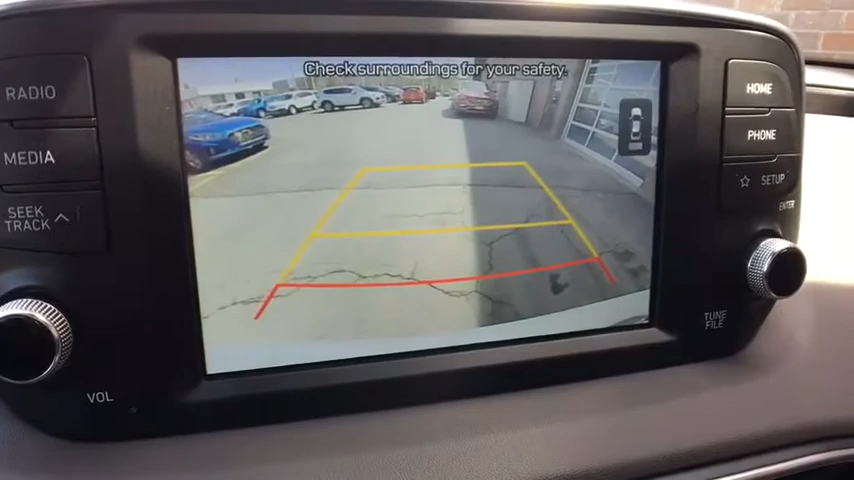 Check surroundings for your safety.
RADIO
MEDIA
SEEK
TRACK
VOL
HOME
PHONE
☆ SETUP
ENTER
TUNE
FILE